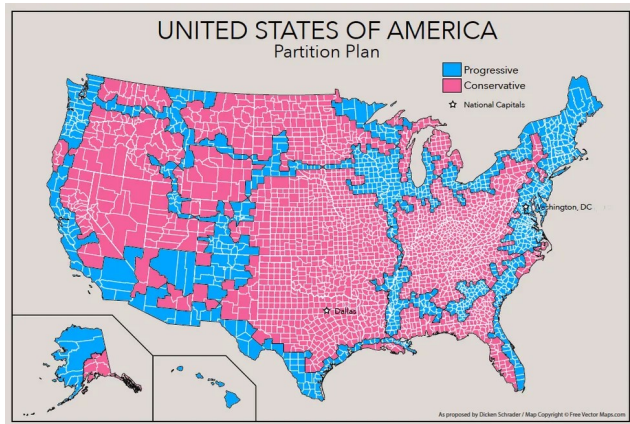 UNITED STATES OF AMERICA
Partition Plan
Progressive
Conservative
National Capitals
Washington, DC
Dallas
As proposed by Dicken Schrader / Map Copyright © Free Vector Maps.com